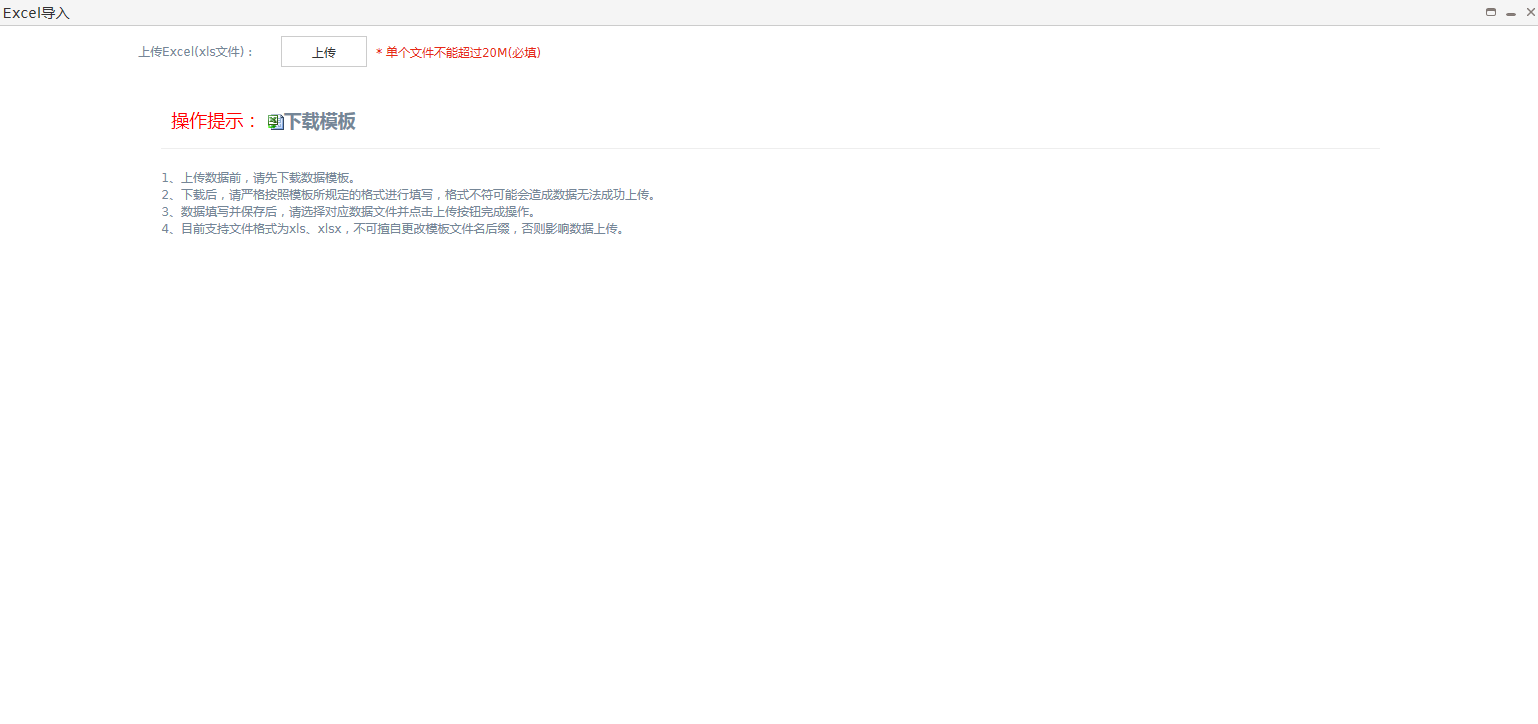 Excel导入
上传Excel(xls文件)：
上传
* 单个文件不能超过20M(必填)
操作提示： 下载模板
1、上传数据前，请先下载数据模板。
2、下载后，请严格按照模板所规定的格式进行填写，格式不符可能会造成数据无法成功上传。
3、数据填写并保存后，请选择对应数据文件并点击上传按钮完成操作。
4、目前支持文件格式为xls、xlsx，不可擅自更改模板文件名后缀，否则影响数据上传。